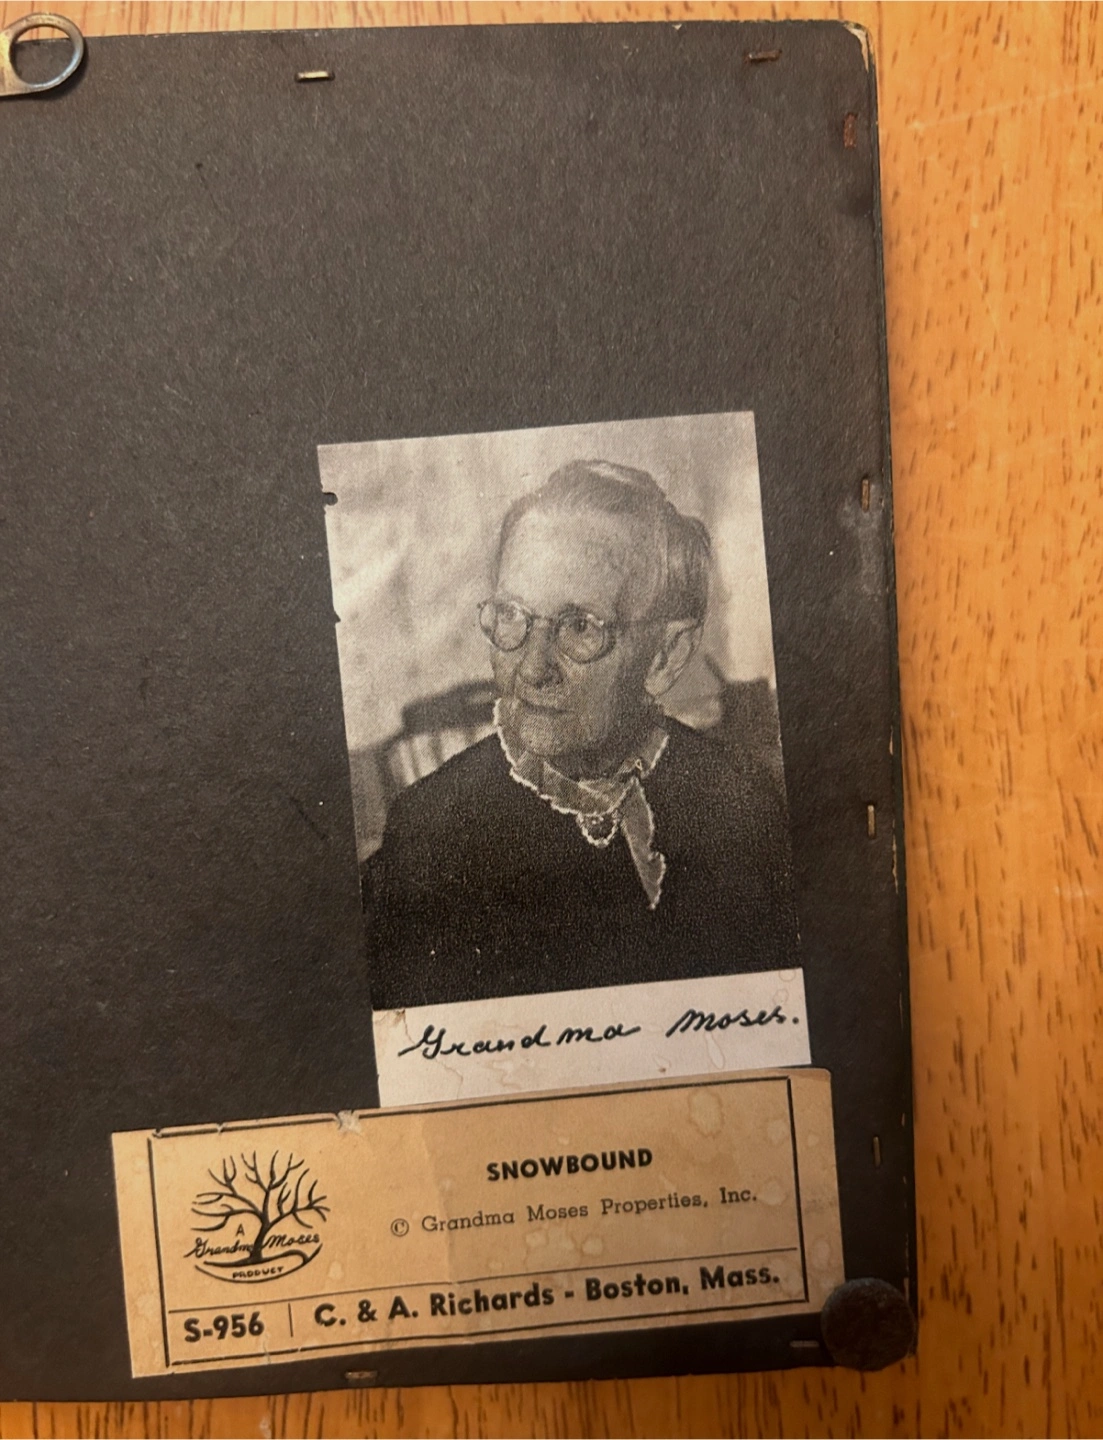 Grandma Moses.
SNOWBOUND
© Grandma Moses Properties, Inc.
A
Grandma Moses
PRODUCT
S-956 | C. & A. Richards - Boston, Mass.